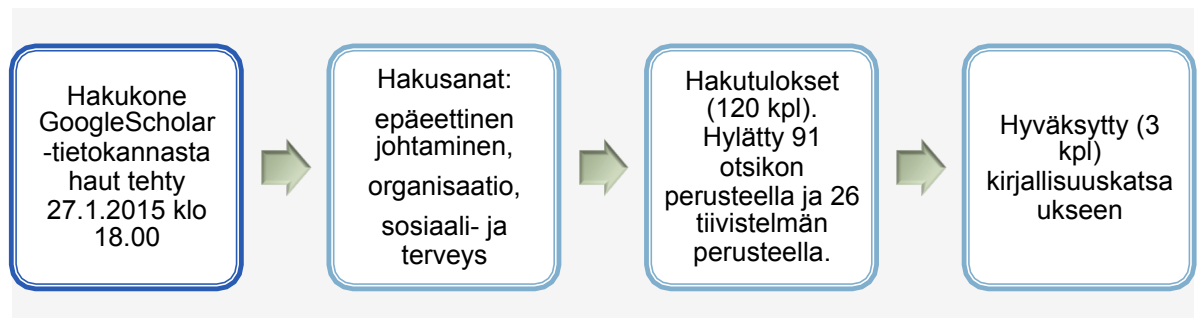 Hakukone
GoogleScholar
-tietokannasta
haut tehty
27.1.2015 klo
18.00
Hakusanat:
epäeettinen
johtaminen,
organisaatio,
sosiaali- ja
terveys
Hakutulokset
(120 kpl).
Hylätty 91
otsikon
perusteella ja 26
tiivistelmän
perusteella.
Hyväksytty (3
kpl)
kirjallisuuskatsa
ukseen